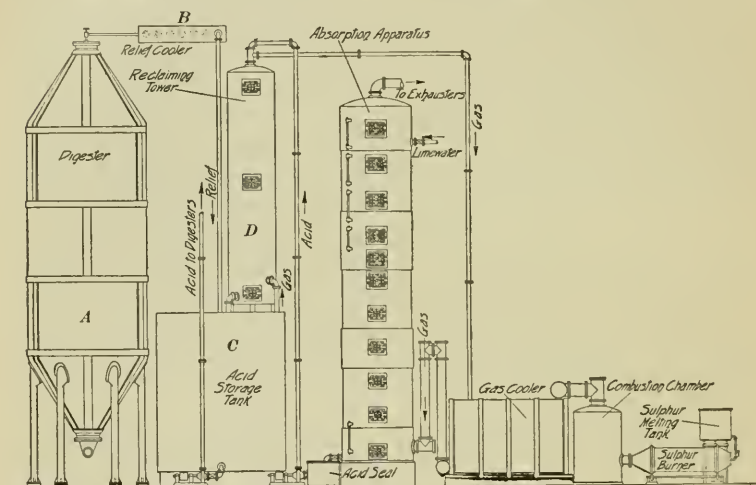 B
Relief Cooler
Reclaiming
Tower
Absorption Apparatus
To Exhausters
Gas
Limewater
Digester
Relief
Acid to Digesters
D
Acid
Gas
A
C
Acid
Storage
Tank
Gas
Gas Cooler
Combustion Chamber
Sulphur
Melting
Tank
Sulphur
Burner
Acid Seal